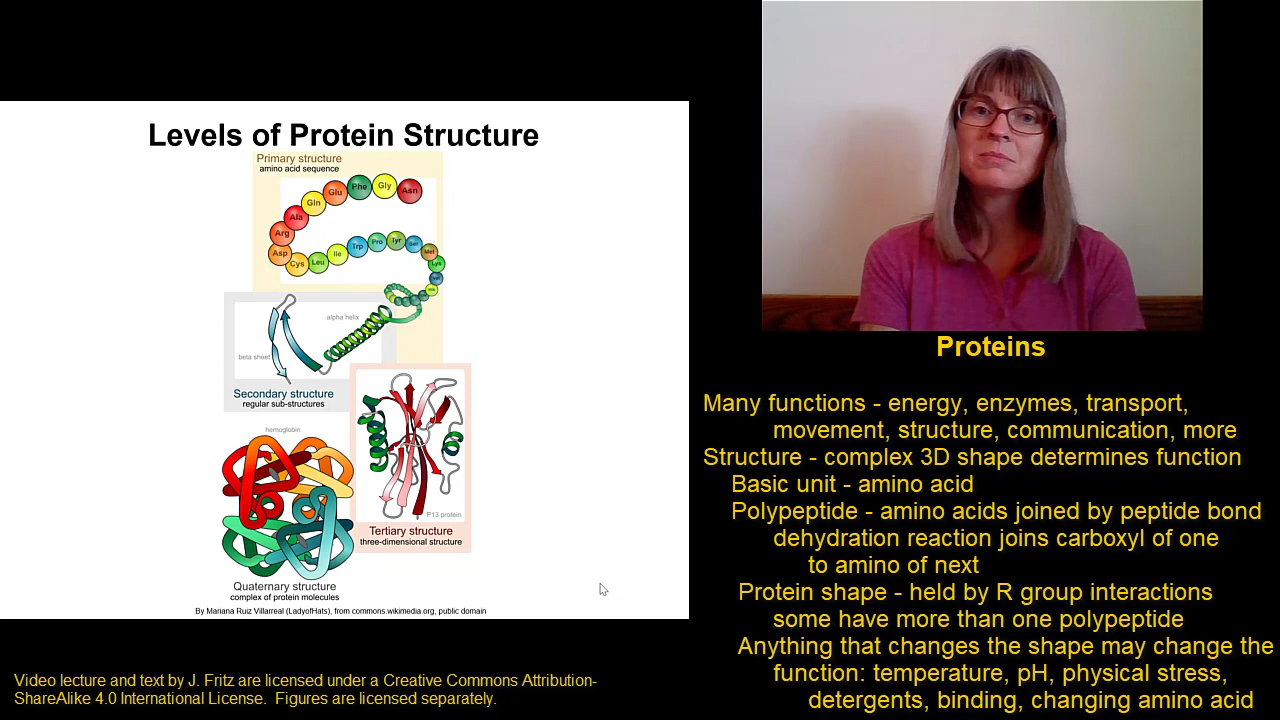 Levels of Protein Structure
Primary structure
amino acid sequence
Asn
Gly
Phe
Glu
Gln
Ala
Arg
Asp
Cys
Leu
Ile
Trp
Pro
Tyr
Ser
Met
Lys
alpha helix
beta sheet
Secondary structure
regular sub-structures
hemoglobin
P13 protein
Tertiary structure
three-dimensional structure
Quaternary structure
complex of protein molecules
By Mariana Ruiz Villarreal (LadyofHats), from commons.wikimedia.org, public domain
Video lecture and text by J. Fritz are licensed under a Creative Commons Attribution-
ShareAlike 4.0 International License. Figures are licensed separately.
Proteins
Many functions - energy, enzymes, transport,
movement, structure, communication, more
Structure - complex 3D shape determines function
Basic unit - amino acid
Polypeptide - amino acids joined by peptide bond
dehydration reaction joins carboxyl of one
to amino of next
Protein shape - held by R group interactions
some have more than one polypeptide
Anything that changes the shape may change the
function: temperature, pH, physical stress,
detergents, binding, changing amino acid